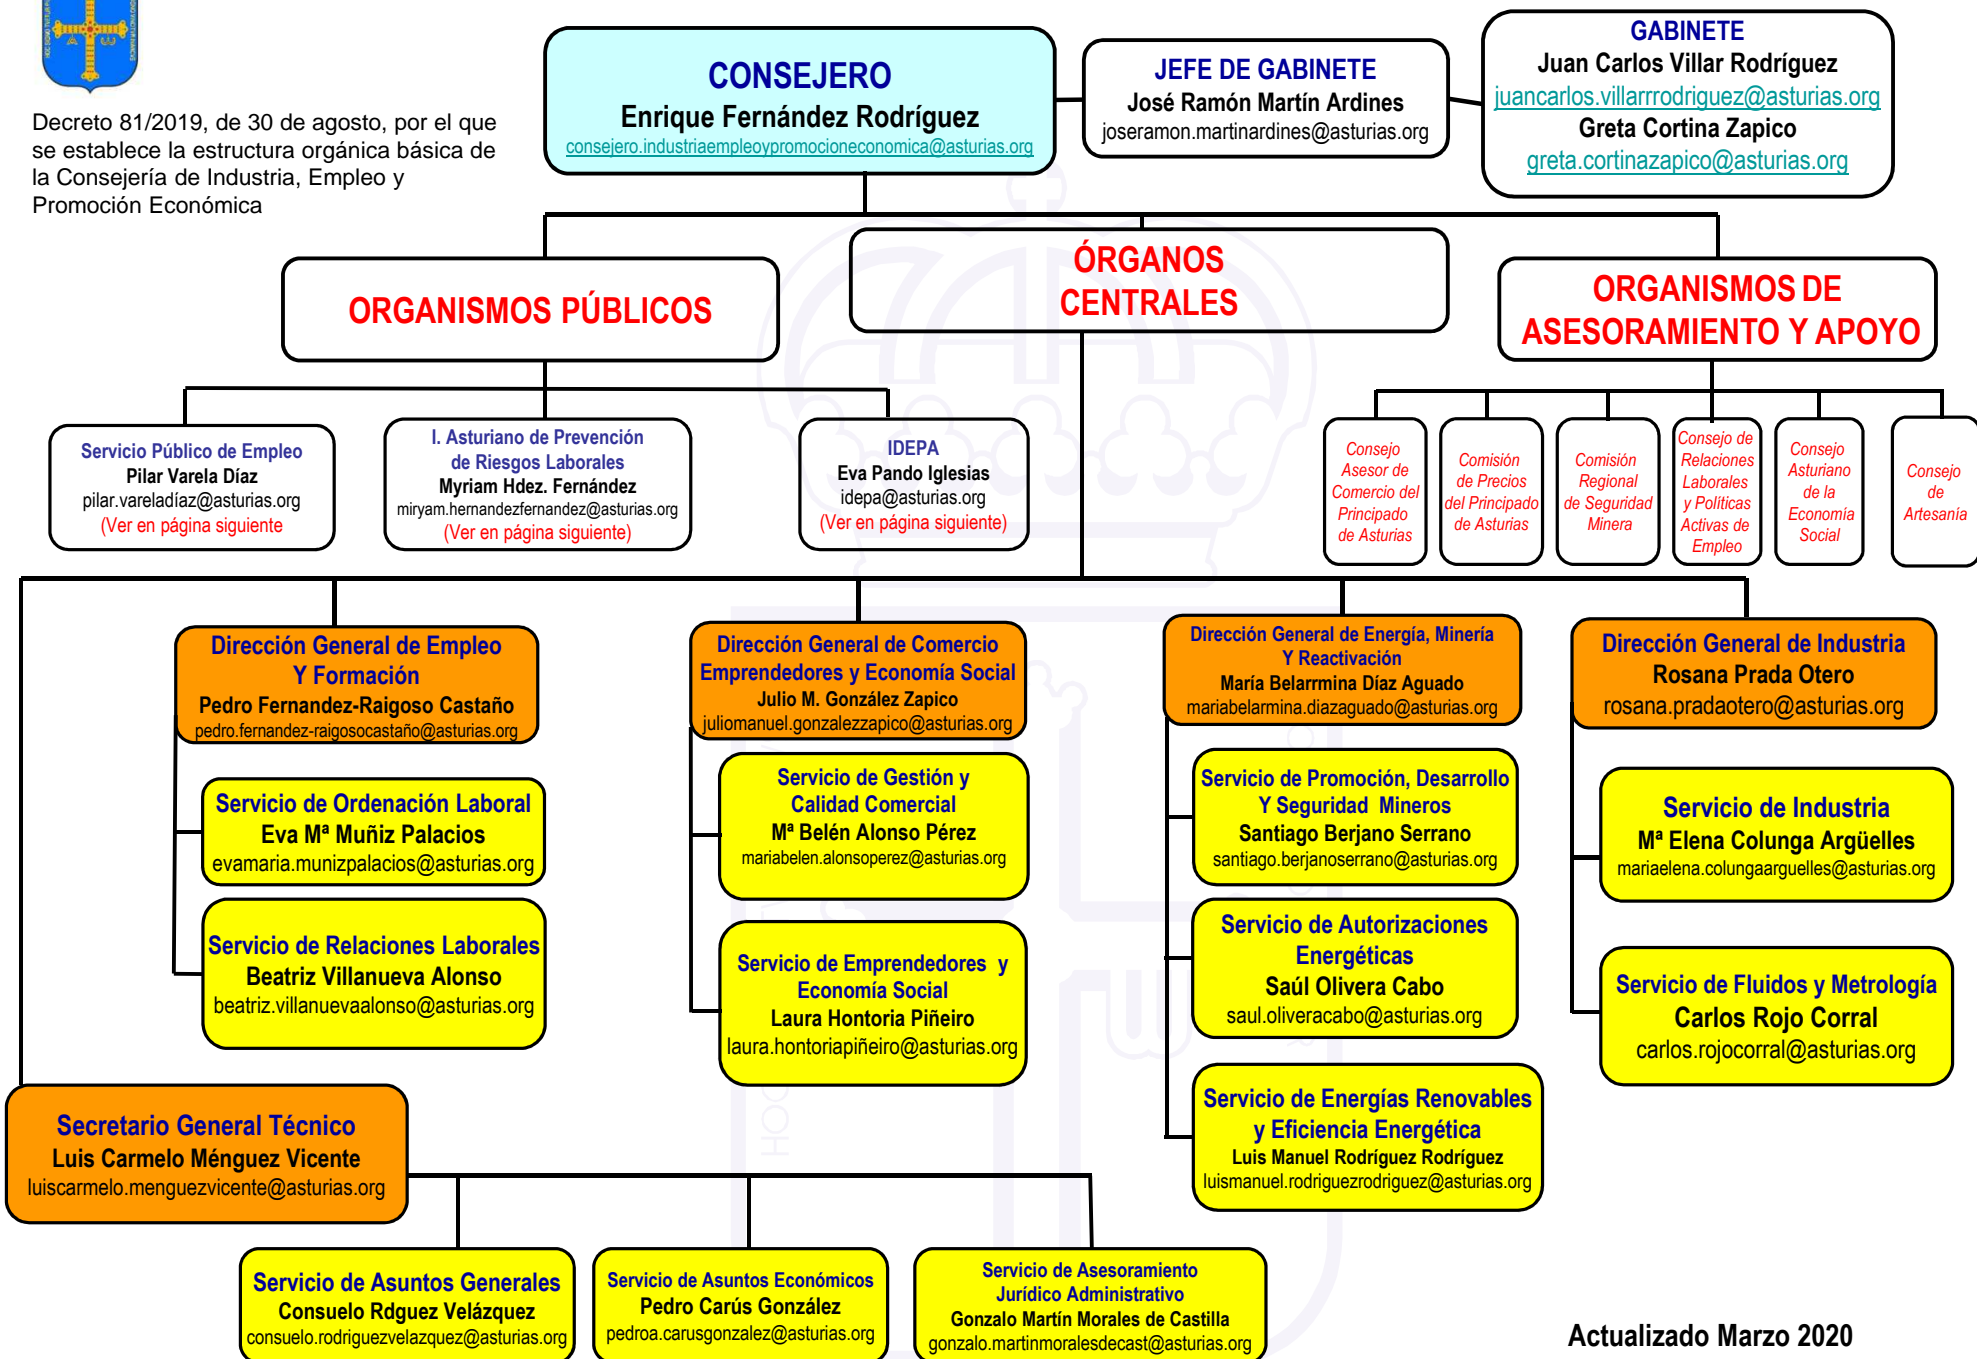 Decreto 81/2019, de 30 de agosto, por el que
se establece la estructura orgánica básica de
la Consejería de Industria, Empleo y
Promoción Económica
CONSEJERO
Enrique Fernández Rodríguez
consejero.industriaempleoypromocioneconomica@asturias.org
JEFE DE GABINETE
José Ramón Martín Ardines
joseramon.martinardines@asturias.org
GABINETE
Juan Carlos Villar Rodríguez
juancarlos.villarrrodriguez@asturias.org
Greta Cortina Zapico
greta.cortinazapico@asturias.org
ORGANISMOS PÚBLICOS
ÓRGANOS
CENTRALES
ORGANISMOS DE
ASESORAMIENTO Y APOYO
Servicio Público de Empleo
Pilar Varela Díaz
pilar.vareladíaz@asturias.org
(Ver en página siguiente
I. Asturiano de Prevención
de Riesgos Laborales
Myriam Hdez. Fernández
miryam.hernandezfernandez@asturias.org
(Ver en página siguiente)
IDEPA
Eva Pando Iglesias
idepa@asturias.org
(Ver en página siguiente)
Consejo
Asesor de
Comercio del
Principado
de Asturias
Comisión
de Precios
del Principado
de Asturias
Comisión
Regional
de Seguridad
Minera
Consejo de
Relaciones
Laborales
y Políticas
Activas de
Empleo
Consejo
Asturiano
de la
Economía
Social
Consejo
de
Artesanía
Dirección General de Empleo
Y Formación
Pedro Fernandez-Raigoso Castaño
pedro.fernandez-raigosocastaño@asturias.org
Servicio de Ordenación Laboral
Eva Mª Muñiz Palacios
evamaria.munizpalacios@asturias.org
Servicio de Relaciones Laborales
Beatriz Villanueva Alonso
beatriz.villanuevaalonso@asturias.org
Dirección General de Comercio
Emprendedores y Economía Social
Julio M. González Zapico
juliomanuel.gonzalezzapico@asturias.org
Servicio de Gestión y
Calidad Comercial
Mª Belén Alonso Pérez
mariabelen.alonsoperez@asturias.org
Servicio de Emprendedores y
Economía Social
Laura Hontoria Piñeiro
laura.hontoriapiñeiro@asturias.org
Dirección General de Energía, Minería
Y Reactivación
María Belarrmina Díaz Aguado
mariabelarmina.diazaguado@asturias.org
Servicio de Promoción, Desarrollo
Y Seguridad Mineros
Santiago Berjano Serrano
santiago.berjanoserrano@asturias.org
Servicio de Autorizaciones
Energéticas
Saúl Olivera Cabo
saul.oliveracabo@asturias.org
Servicio de Energías Renovables
y Eficiencia Energética
Luis Manuel Rodríguez Rodríguez
luismanuel.rodriguezrodriguez@asturias.org
Dirección General de Industria
Rosana Prada Otero
rosana.pradaotero@asturias.org
Servicio de Industria
Mª Elena Colunga Argüelles
mariaelena.colungaarguelles@asturias.org
Servicio de Fluidos y Metrología
Carlos Rojo Corral
carlos.rojocorral@asturias.org
Secretario General Técnico
Luis Carmelo Ménguez Vicente
luiscarmelo.menguezvicente@asturias.org
Servicio de Asuntos Generales
Consuelo Rdguez Velázquez
consuelo.rodriguezvelazquez@asturias.org
Servicio de Asuntos Económicos
Pedro Carús González
pedroa.carusgonzalez@asturias.org
Servicio de Asesoramiento
Jurídico Administrativo
Gonzalo Martín Morales de Castilla
gonzalo.martinmoralesdecast@asturias.org
Actualizado Marzo 2020